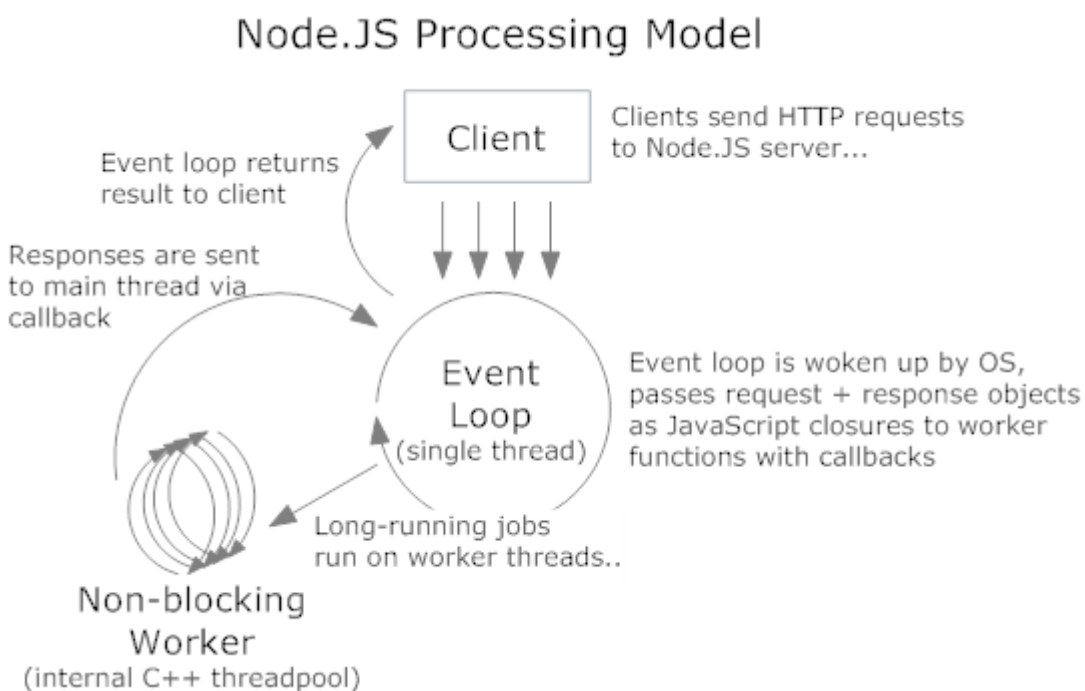 Node.JS Processing Model
Client
Clients send HTTP requests
to Node.JS server...
Event loop returns
result to client
Responses are sent
to main thread via
callback
Event
Loop
(single thread)
Event loop is woken up by OS,
passes request + response objects
as JavaScript closures to worker
functions with callbacks
Long-running jobs
run on worker threads..
Non-blocking
Worker
(internal C++ threadpool)